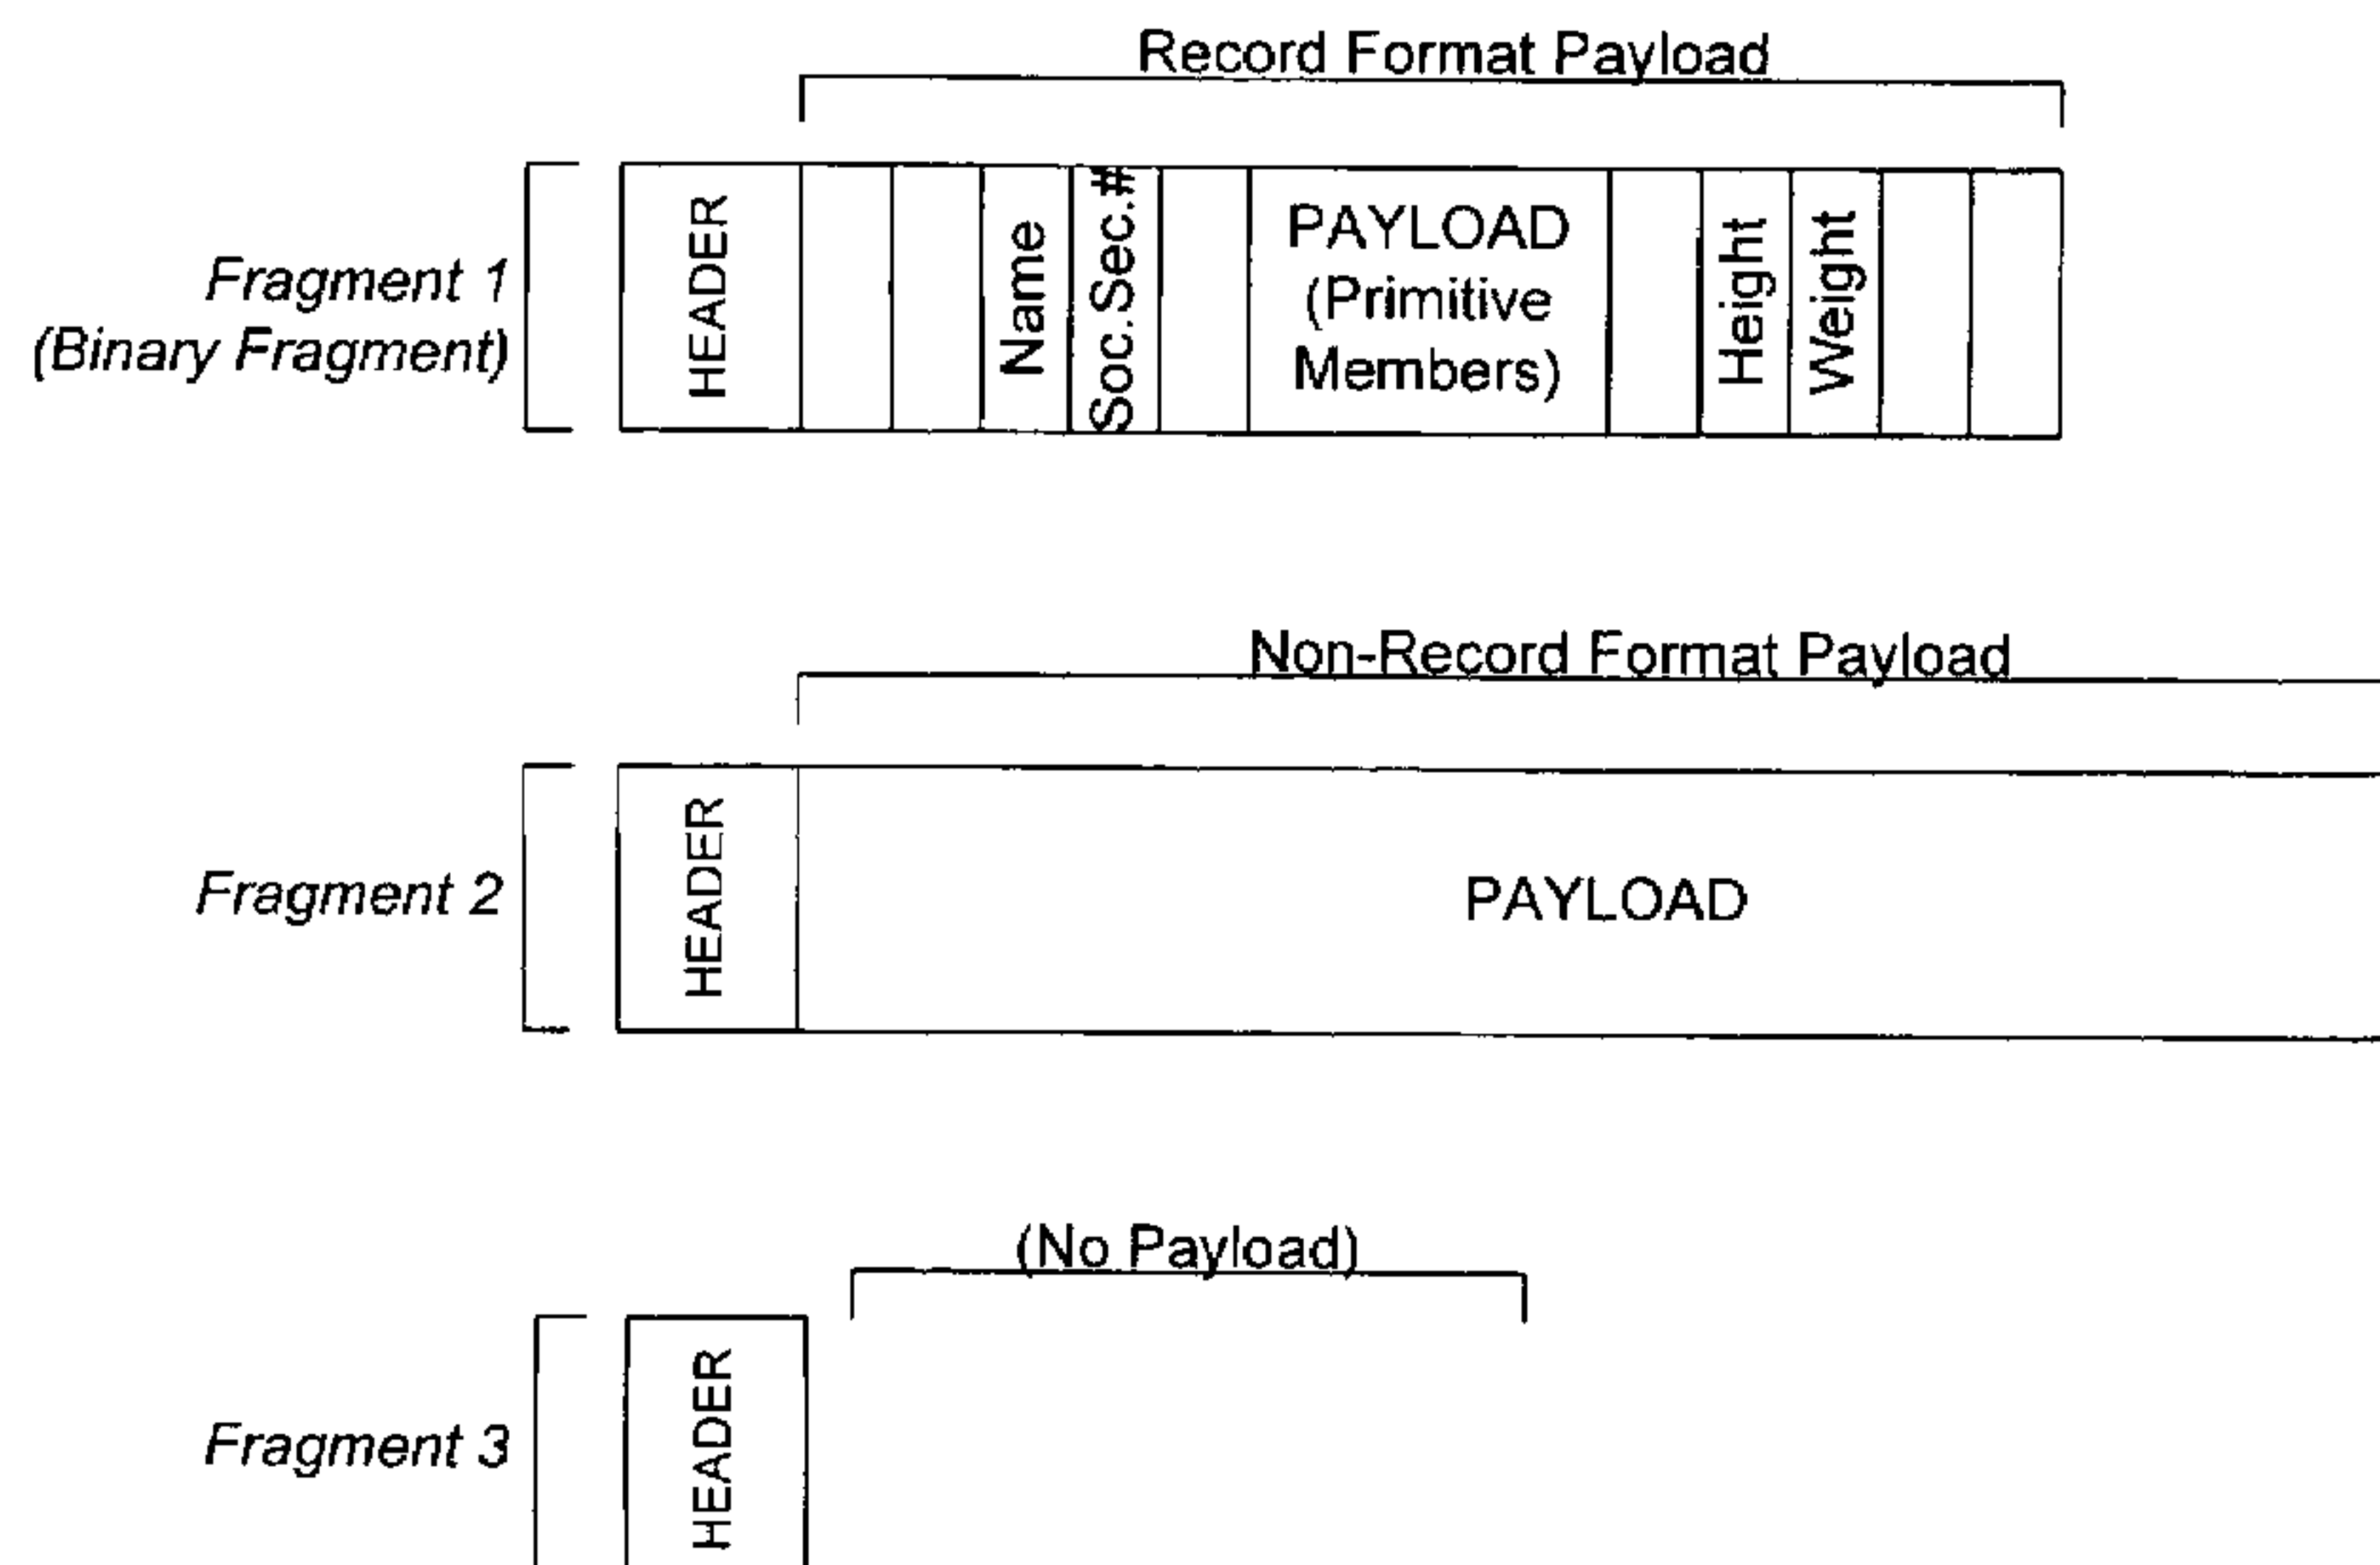 Record Format Payload
Fragment 1
(Binary Fragment)
HEADER
Name
Soc.Sec.#
PAYLOAD
(Primitive
Members)
Height
Weight
Non-Record Format Payload
Fragment 2
HEADER
PAYLOAD
(No Payload)
Fragment 3
HEADER